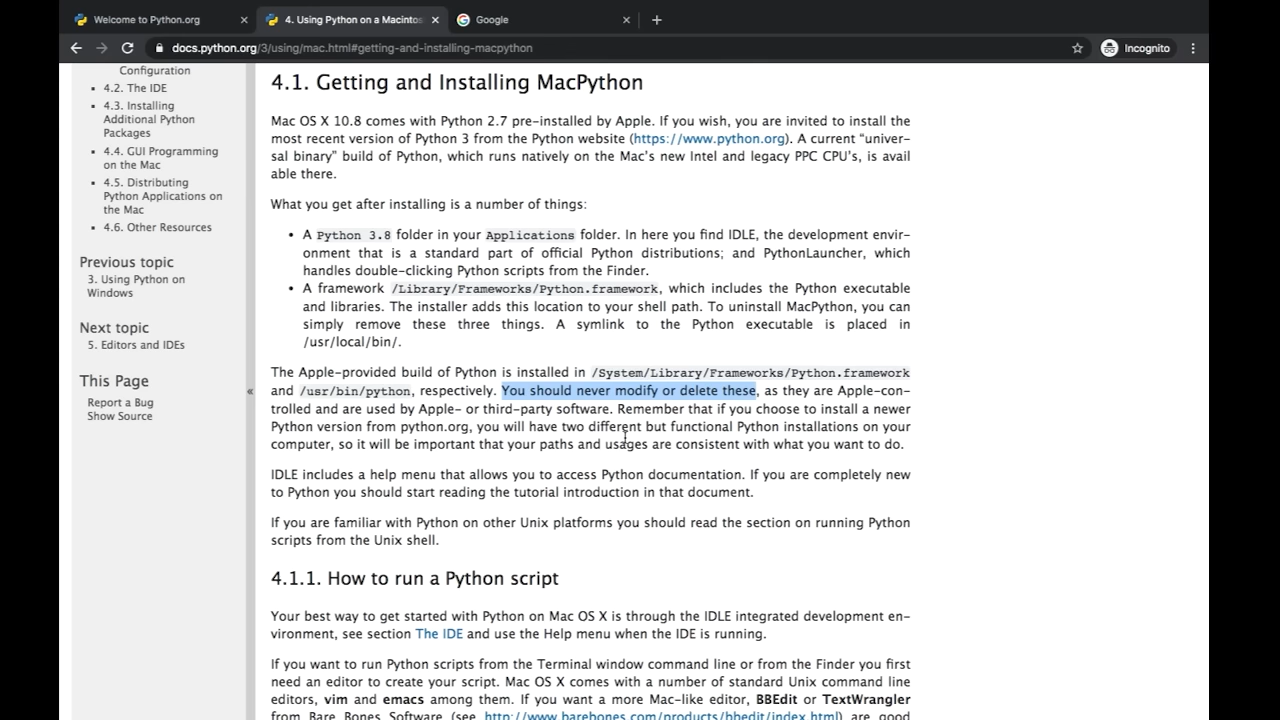 Welcome to Python.org
4. Using Python on a Macintos
Google
docs.python.org/3/using/mac.html#getting-and-installing-macpython
Incognito
Configuration
4.2. The IDE
4.3. Installing
Additional Python
Packages
4.4. GUI Programming
on the Mac
4.5. Distributing
Python Applications on
the Mac
4.6. Other Resources
Previous topic
3. Using Python on
Windows
Next topic
5. Editors and IDEs
This Page
Report a Bug
Show Source
«
4.1. Getting and Installing MacPython
Mac OS X 10.8 comes with Python 2.7 pre-installed by Apple. If you wish, you are invited to install the
most recent version of Python 3 from the Python website (https://www.python.org). A current “univer-
sal binary” build of Python, which runs natively on the Mac’s new Intel and legacy PPC CPU’s, is avail
able there.
What you get after installing is a number of things:
• A Python 3.8 folder in your Applications folder. In here you find IDLE, the development envir-
onment that is a standard part of official Python distributions; and PythonLauncher, which
handles double-clicking Python scripts from the Finder.
• A framework /Library/Frameworks/Python.framework, which includes the Python executable
and libraries. The installer adds this location to your shell path. To uninstall MacPython, you can
simply remove these three things. A symlink to the Python executable is placed in
/usr/local/bin/.
The Apple-provided build of Python is installed in /System/Library/Frameworks/Python.framework
and /usr/bin/python, respectively. You should never modify or delete these, as they are Apple-con-
trolled and are used by Apple- or third-party software. Remember that if you choose to install a newer
Python version from python.org, you will have two different but functional Python installations on your
computer, so it will be important that your paths and usages are consistent with what you want to do.
IDLE includes a help menu that allows you to access Python documentation. If you are completely new
to Python you should start reading the tutorial introduction in that document.
If you are familiar with Python on other Unix platforms you should read the section on running Python
scripts from the Unix shell.
4.1.1. How to run a Python script
Your best way to get started with Python on Mac OS X is through the IDLE integrated development en-
vironment, see section The IDE and use the Help menu when the IDE is running.
If you want to run Python scripts from the Terminal window command line or from the Finder you first
need an editor to create your script. Mac OS X comes with a number of standard Unix command line
editors, vim and emacs among them. If you want a more Mac-like editor, BBEdit or TextWrangler
from Bare Bones Software (see http://www.barebones.com/products/bbedit/index.html) are good